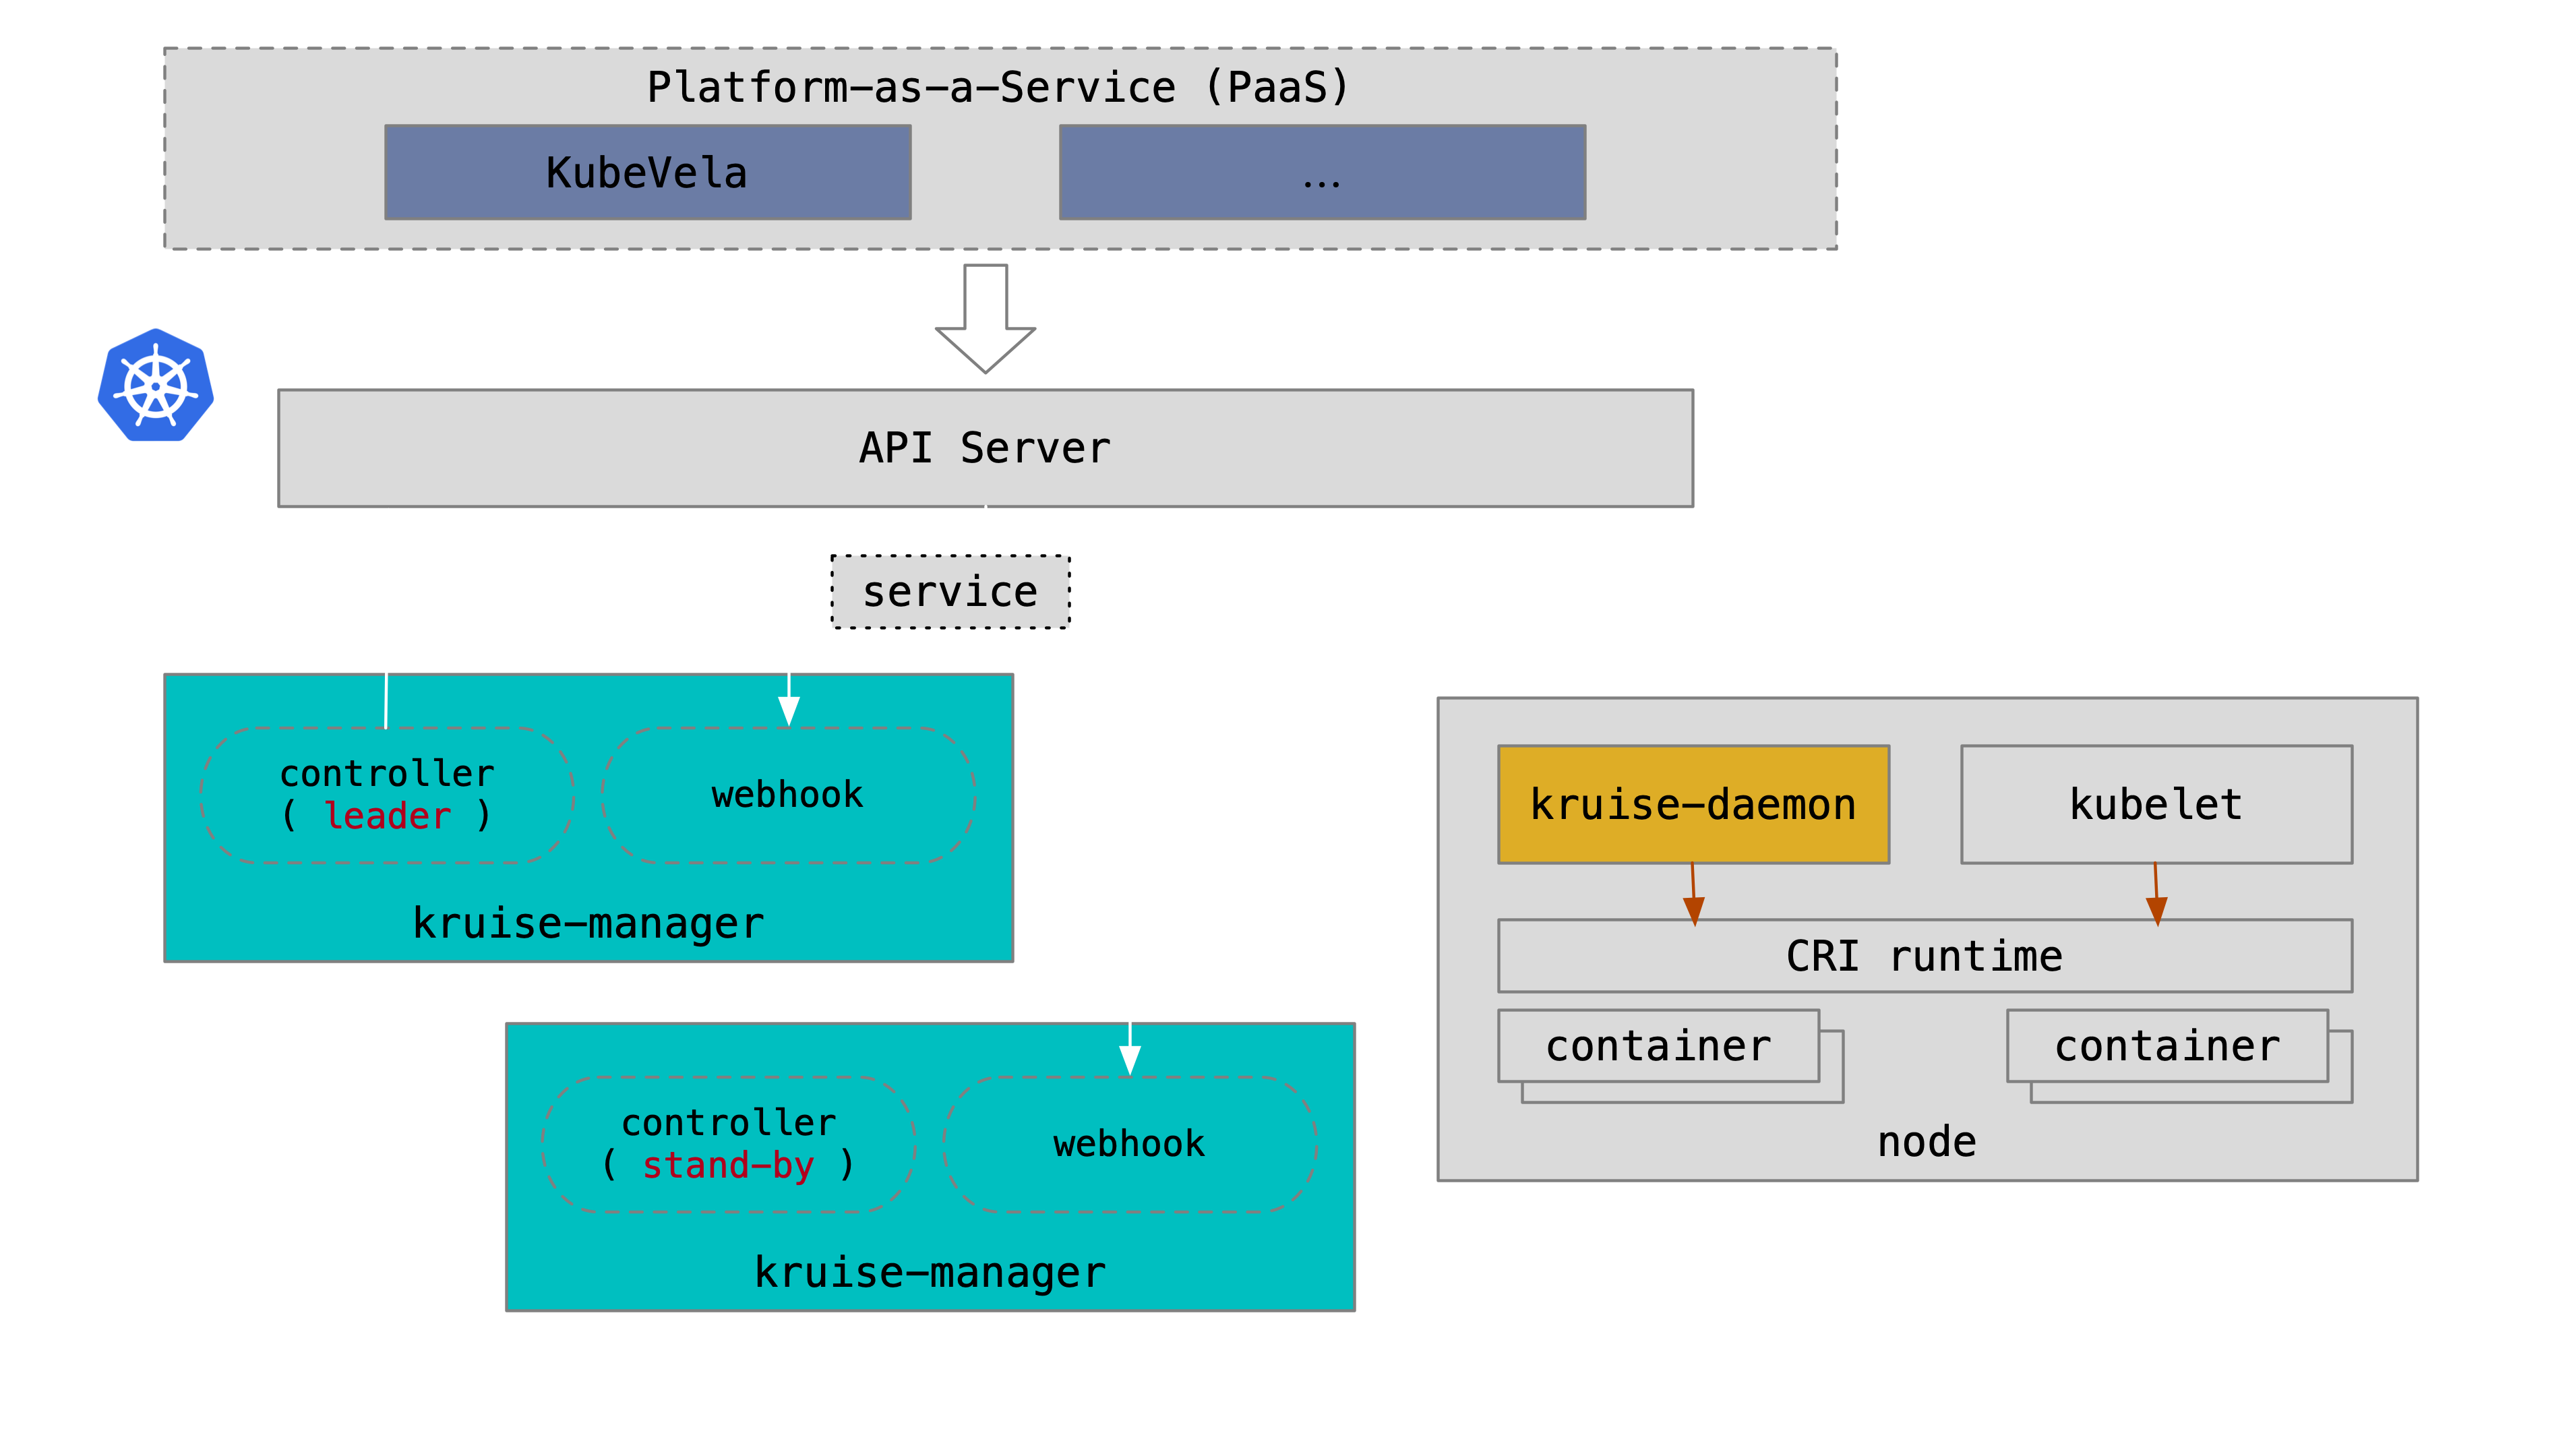 Platform-as-a-Service (PaaS)
KubeVela
...
API Server
service
controller
( leader )
webhook
kruise-manager
controller
( stand-by )
webhook
kruise-manager
kruise-daemon
kubelet
CRI runtime
container
container
node